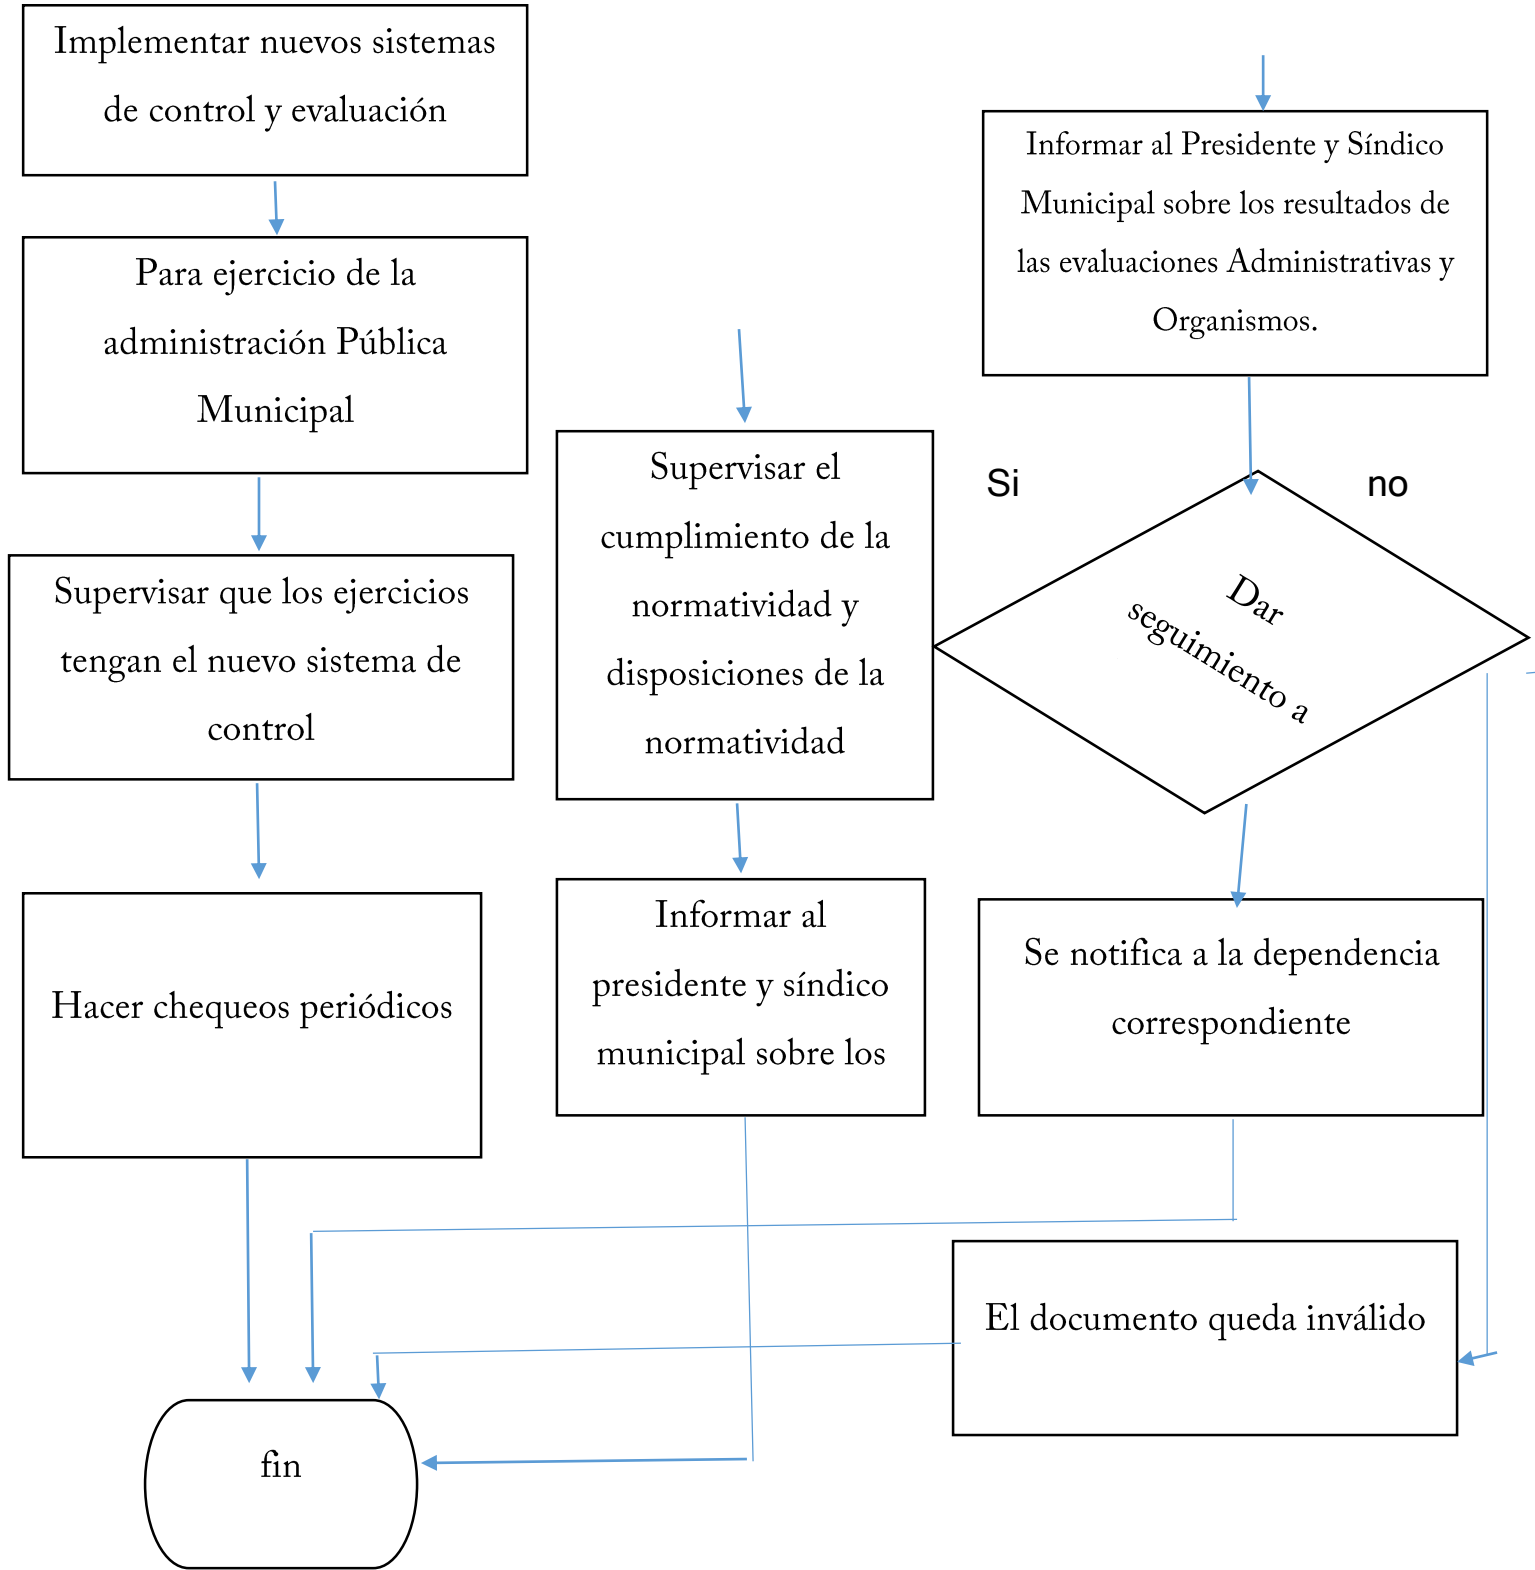 Implementar nuevos sistemas
de control y evaluación
Para ejercicio de la
administración Pública
Municipal
Supervisar que los ejercicios
tengan el nuevo sistema de
control
Hacer chequeos periódicos
fin
Supervisar el
cumplimiento de la
normatividad y
disposiciones de la
normatividad
Informar al
presidente y síndico
municipal sobre los
Informar al Presidente y Síndico
Municipal sobre los resultados de
las evaluaciones Administrativas y
Organismos.
Si
no
Dar
seguimiento a
Se notifica a la dependencia
correspondiente
El documento queda inválido